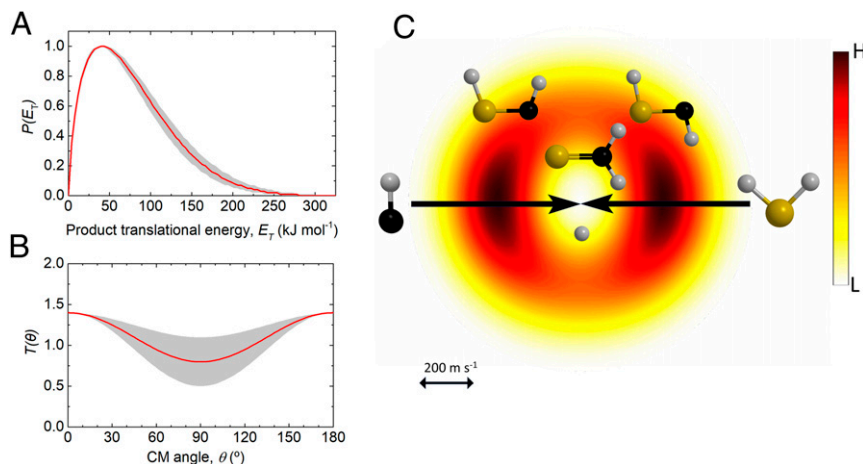 A
1.0
0.8
0.6
0.4
0.2
0.0
P(E_T)
0 50 100 150 200 250 300
Product translational energy, E_T (kJ mol⁻¹)
B
2.0
1.5
1.0
0.5
0.0
T(θ)
0 30 60 90 120 150 180
CM angle, θ (º)
C
H
L
200 m s⁻¹